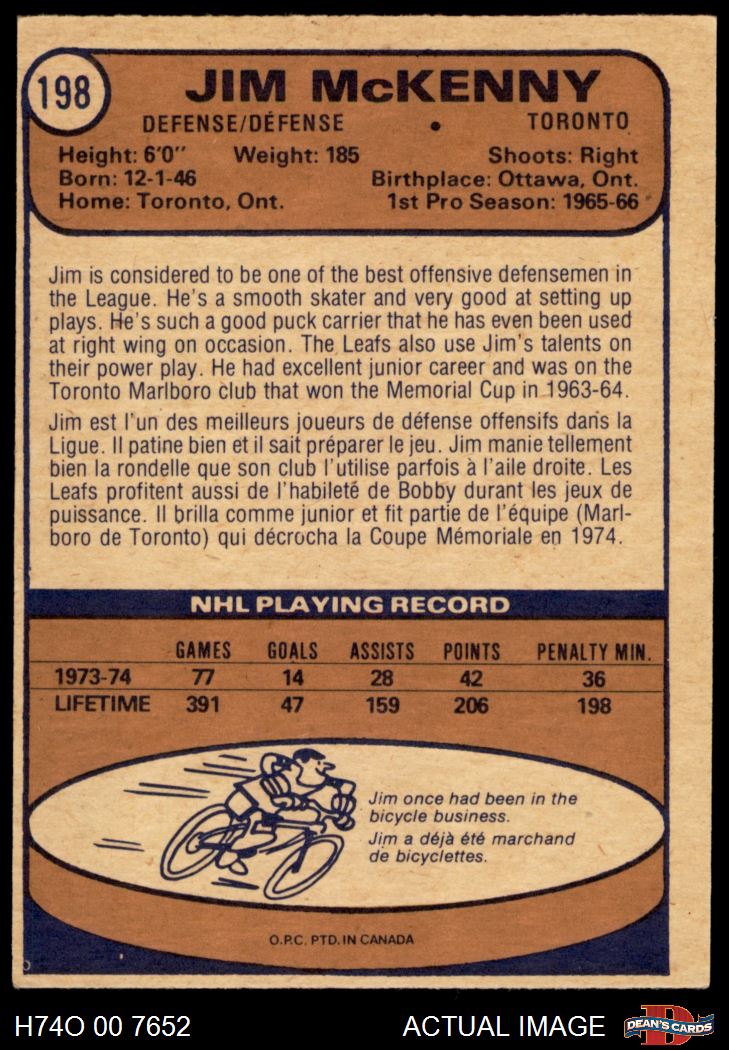 198
JIM McKENNY
DEFENSE/DÉFENSE • TORONTO
Height: 6'0" Weight: 185 Shoots: Right
Born: 12-1-46 Birthplace: Ottawa, Ont.
Home: Toronto, Ont. 1st Pro Season: 1965-66
Jim is considered to be one of the best offensive defensemen in
the League. He's a smooth skater and very good at setting up
plays. He's such a good puck carrier that he has even been used
at right wing on occasion. The Leafs also use Jim's talents on
their power play. He had excellent junior career and was on the
Toronto Marlboro club that won the Memorial Cup in 1963-64.
Jim est l'un des meilleurs joueurs de défense offensifs dans la
Ligue. Il patine bien et il sait préparer le jeu. Jim manie tellement
bien la rondelle que son club l'utilise parfois à l'aile droite. Les
Leafs profitent aussi de l'habileté de Bobby durant les jeux de
puissance. Il brilla comme junior et fit partie de l'équipe (Marl-
boro de Toronto) qui décrocha la Coupe Mémoriale en 1974.
NHL PLAYING RECORD
GAMES GOALS ASSISTS POINTS PENALTY MIN.
1973-74 77 14 28 42 36
LIFETIME 391 47 159 206 198
Jim once had been in the
bicycle business.
Jim a déjà été marchand
de bicyclettes.
O.P.C. PTD. IN CANADA
H74O 00 7652 ACTUAL IMAGE D DEAN'S CARDS